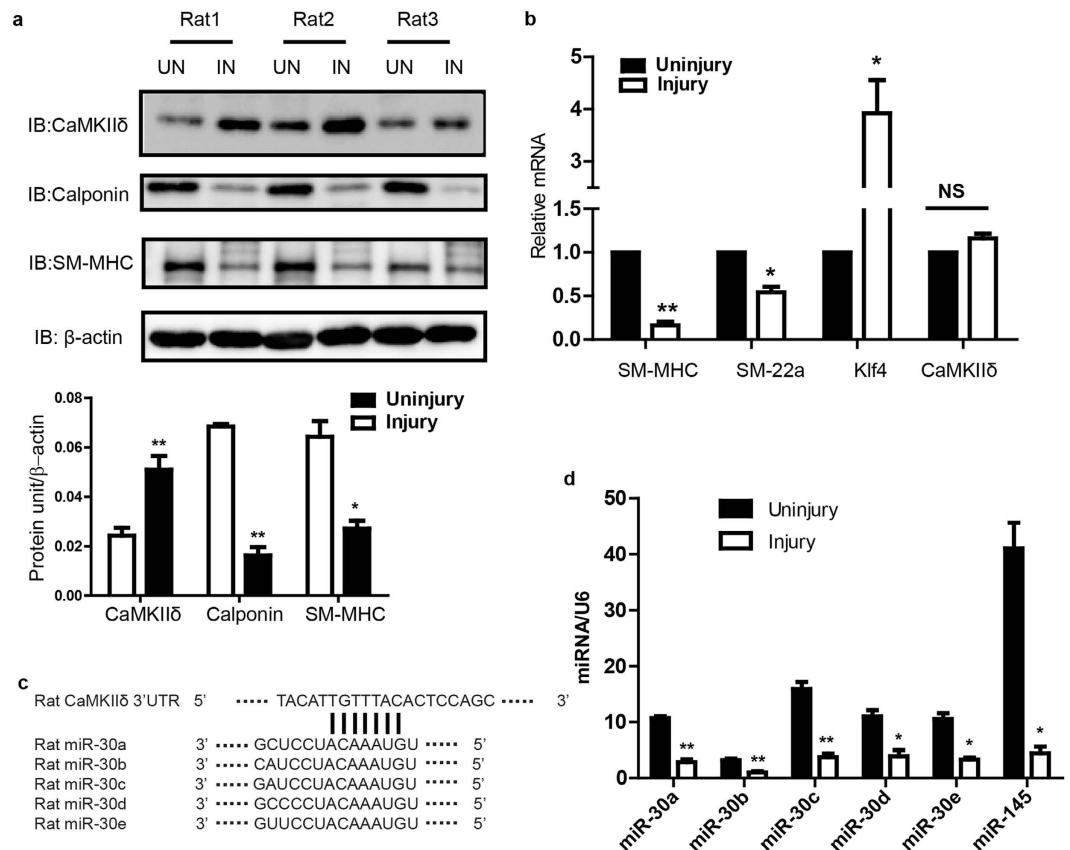 a
Rat1 Rat2 Rat3
UN IN UN IN UN IN
IB:CaMKIIδ
IB:Calponin
IB:SM-MHC
IB: β-actin
Uninjury
Injury
Protein unit/β-actin
0.08
0.06
0.04
0.02
0.00
** ** *
CaMKIIδ Calponin SM-MHC
b
Uninjury
Injury
Relative mRNA
5
4
3
1.5
1.0
0.5
0.0
** * * NS
SM-MHC SM-22a Klf4 CaMKIIδ
c
Rat CaMKIIδ 3’UTR 5’ ····· TACATTGTTTACACTCCAGC ····· 3’
Rat miR-30a 3’ ····· GCUCCUACAAAUGU ····· 5’
Rat miR-30b 3’ ····· CAUCCUACAAAUGU ····· 5’
Rat miR-30c 3’ ····· GAUCCUACAAAUGU ····· 5’
Rat miR-30d 3’ ····· GCCCCUACAAAUGU ····· 5’
Rat miR-30e 3’ ····· GUUCCUACAAAUGU ····· 5’
d
Uninjury
Injury
miRNA/U6
50
40
30
20
10
0
** ** ** * * *
miR-30a miR-30b miR-30c miR-30d miR-30e miR-145